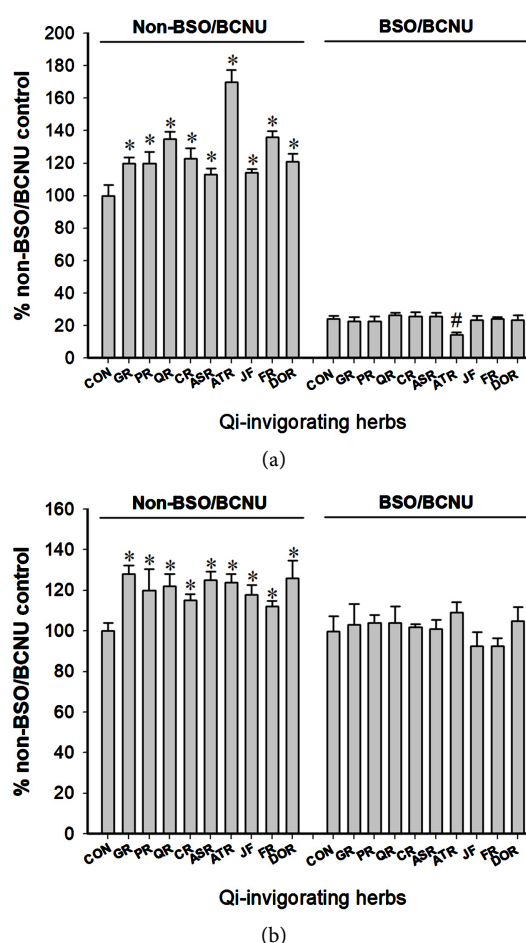 Non-BSO/BCNU BSO/BCNU
% non-BSO/BCNU control
200
180
160
140
120
100
80
60
40
20
0
* * * * * * * * *
#
CON GR PR QR CR ASR ATR JF FR DOR CON GR PR QR CR ASR ATR JF FR DOR
Qi-invigorating herbs
(a)
Non-BSO/BCNU BSO/BCNU
% non-BSO/BCNU control
160
140
120
100
80
60
40
20
0
* * * * * * * * *
CON GR PR QR CR ASR ATR JF FR DOR CON GR PR QR CR ASR ATR JF FR DOR
Qi-invigorating herbs
(b)